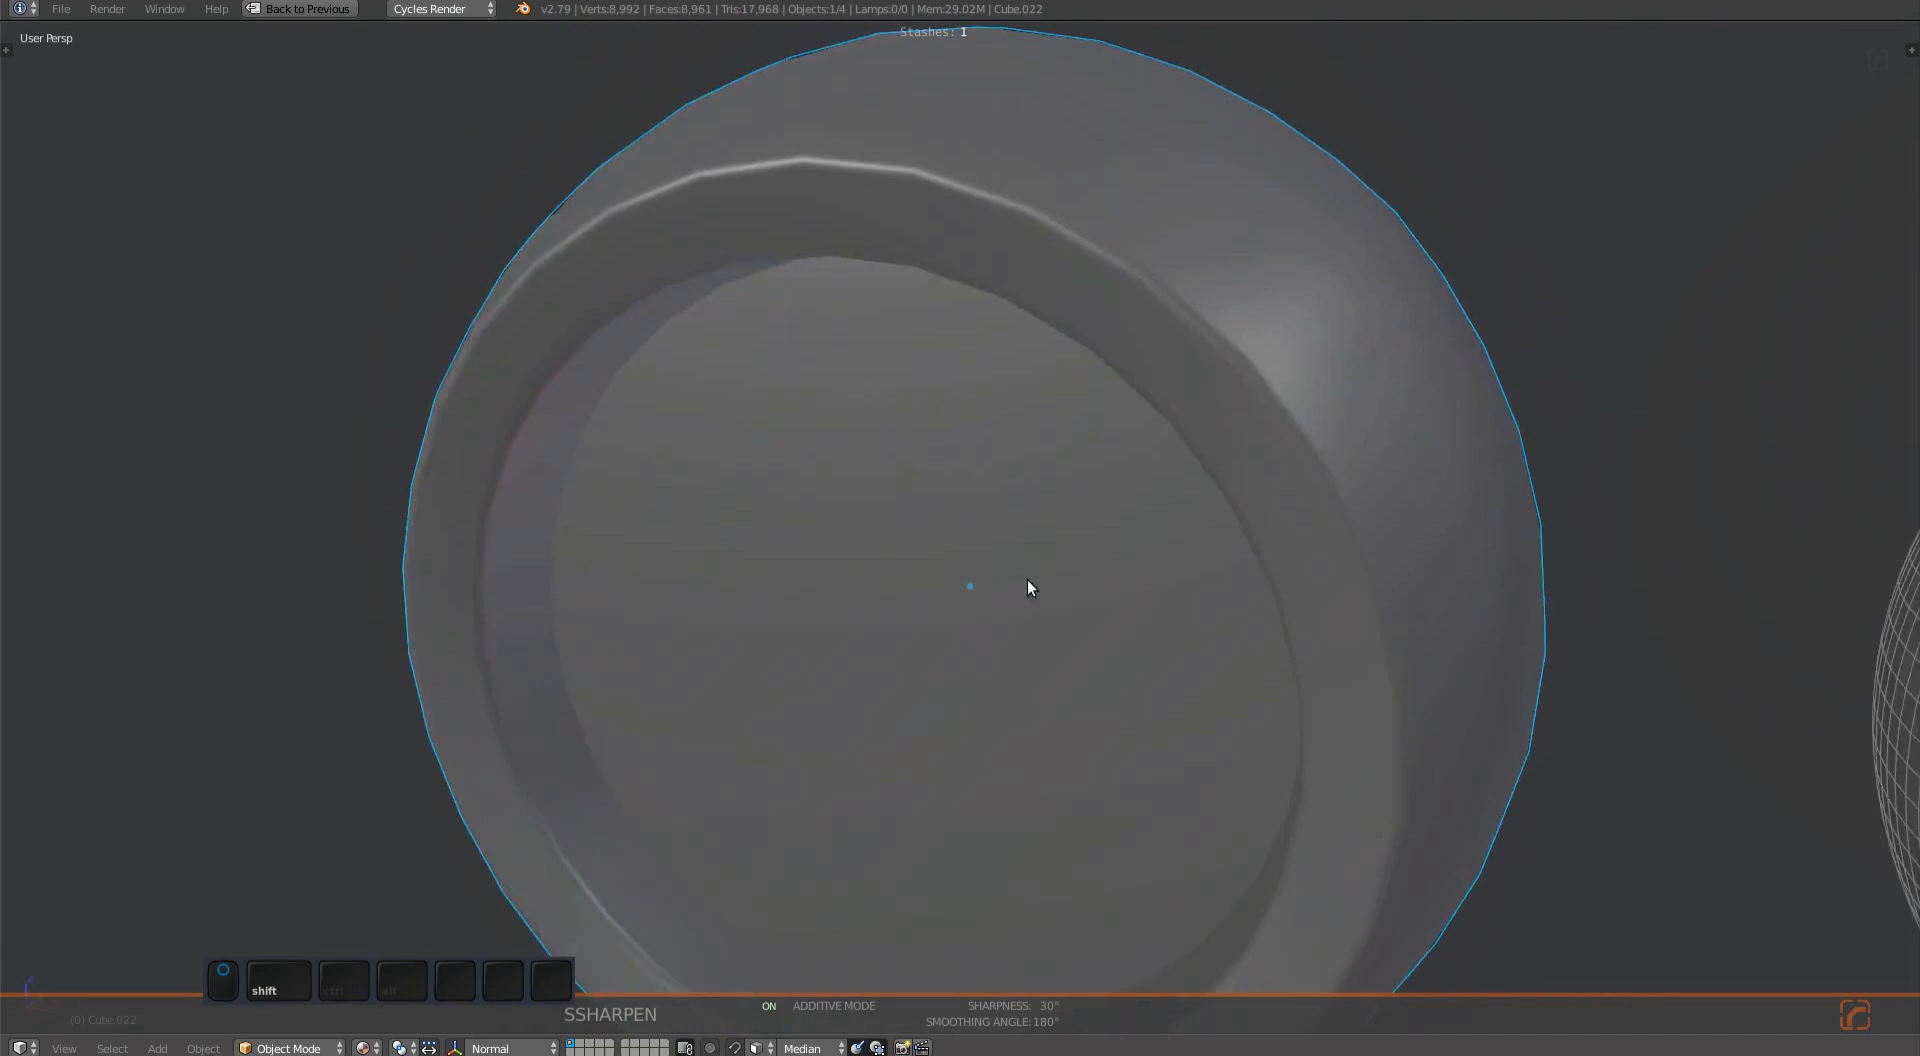 File Render Window Help Back to Previous Cycles Render v2.79 | Verts:8,992 | Faces:8,961 | Tris:17,968 | Objects:1/4 | Lamps:0/0 | Mem:29.02M | Cube.022
Stashes: 1
User Persp
shift ctrl alt
SSHARPEN ON ADDITIVE MODE SHARPNESS: 30°
SMOOTHING ANGLE: 180°
(0) Cube.022
View Select Add Object Object Mode Normal Median